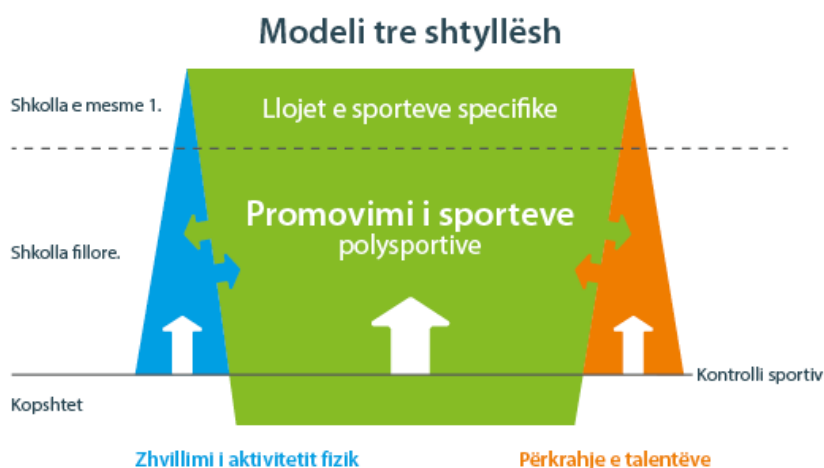 Modeli tre shtyllësh
Shkolla e mesme 1.
Llojet e sporteve specifike
Promovimi i sporteve
polysportive
Shkolla fillore.
Kontrolli sportiv
Kopshtet
Zhvillimi i aktivitetit fizik
Përkrahje e talentëve